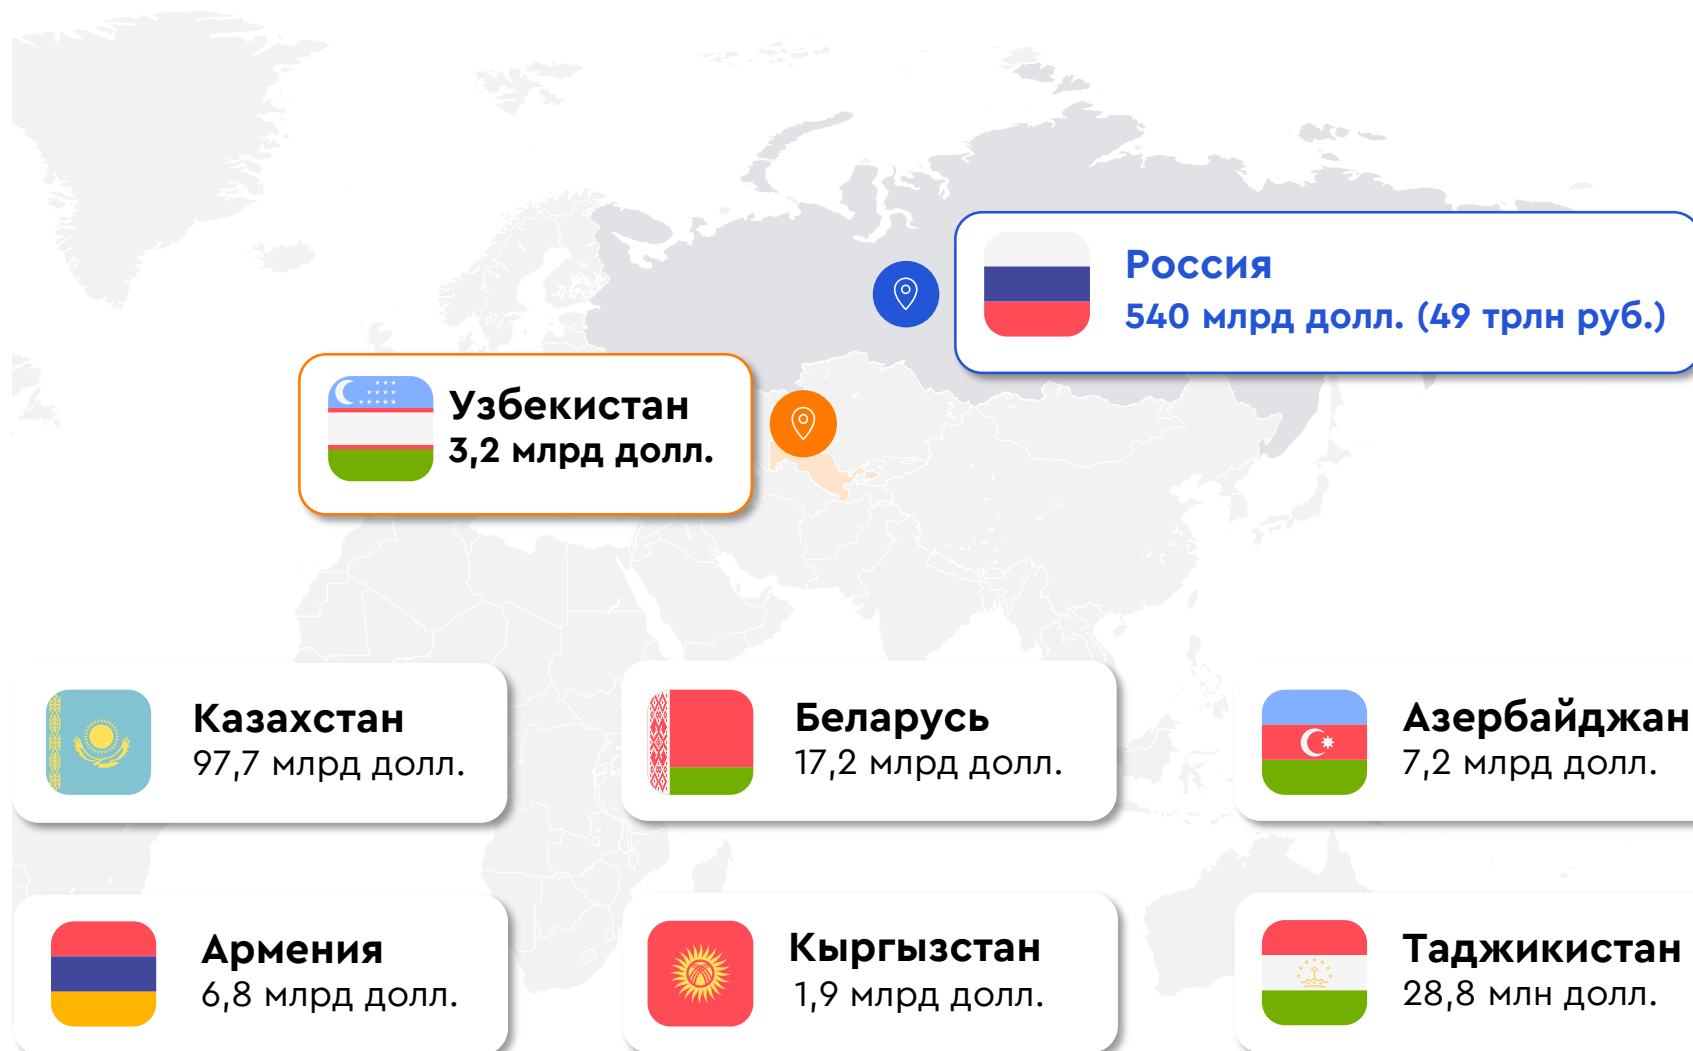 Россия
540 млрд долл. (49 трлн руб.)
Узбекистан
3,2 млрд долл.
Казахстан
97,7 млрд долл.
Беларусь
17,2 млрд долл.
Азербайджан
7,2 млрд долл.
Армения
6,8 млрд долл.
Кыргызстан
1,9 млрд долл.
Таджикистан
28,8 млн долл.